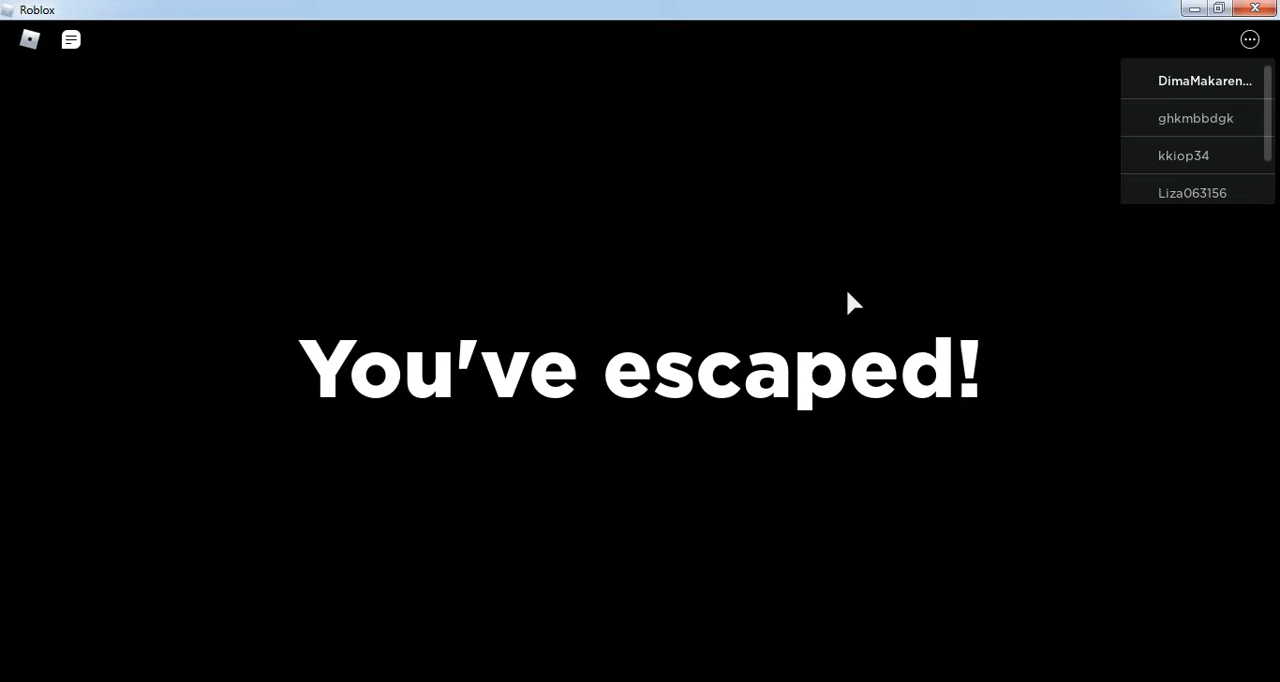 Roblox
DimaMakaren...
ghkmbbdgk
kkiop34
Liza063156
You've escaped!